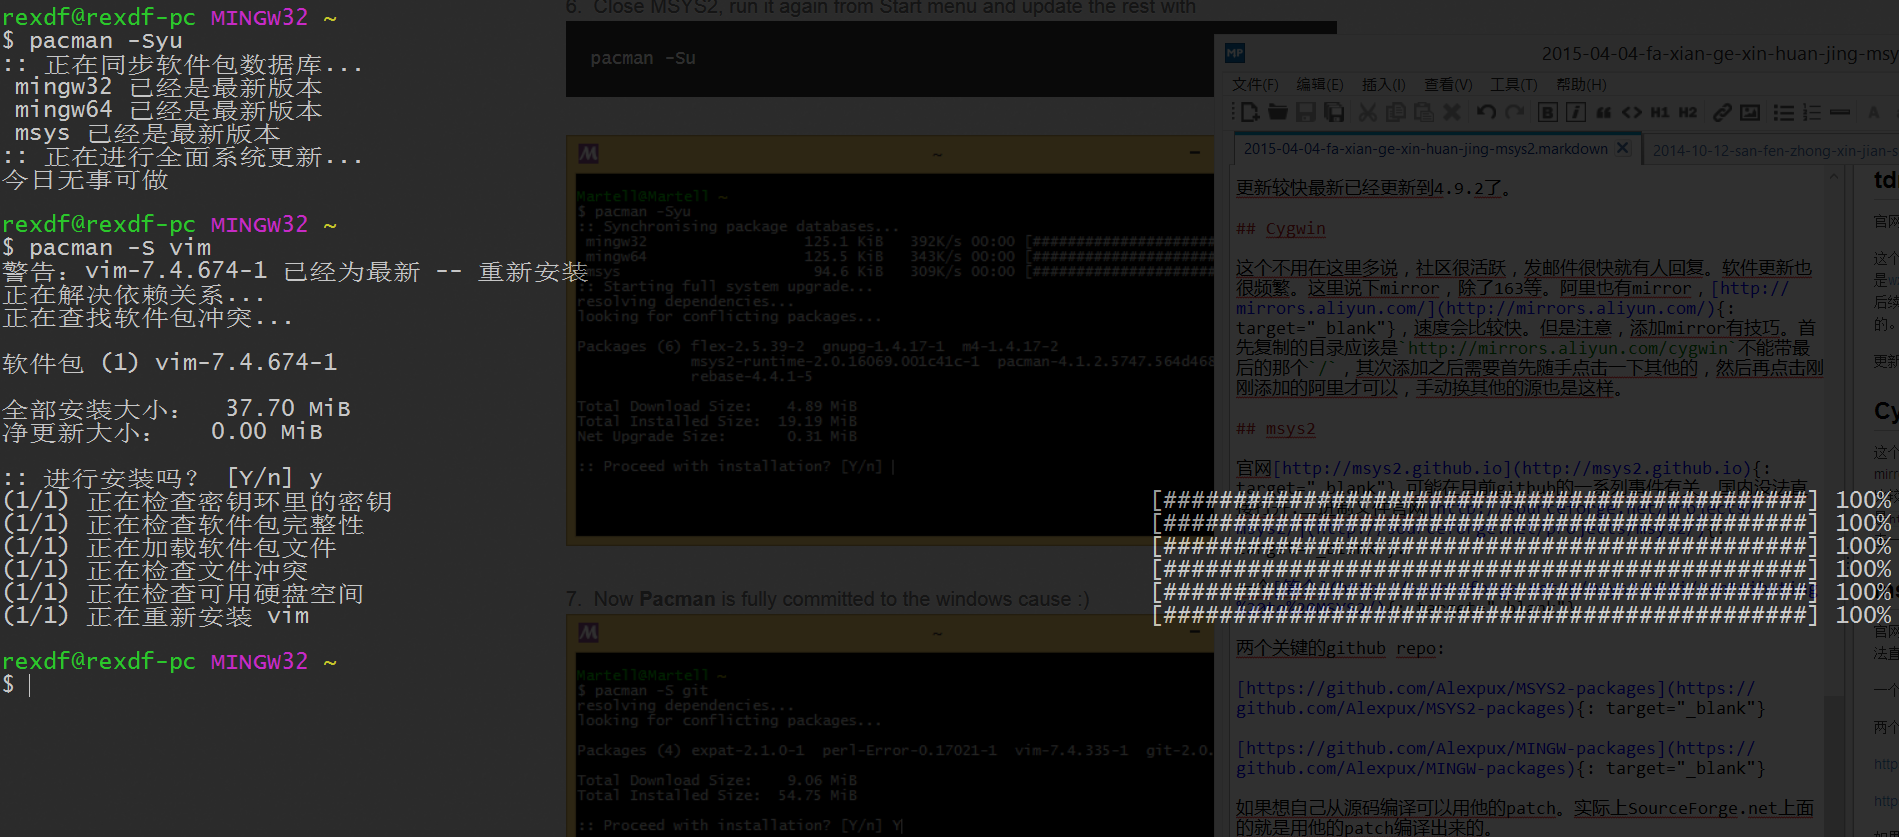 rexdf@rexdf-pc MINGW32 ~
$ pacman -Syu
:: 正在同步软件包数据库...
mingw32 已经是最新版本
mingw64 已经是最新版本
msys 已经是最新版本
:: 正在进行全面系统更新...
今日无事可做
rexdf@rexdf-pc MINGW32 ~
$ pacman -S vim
警告：vim-7.4.674-1 已经为最新 -- 重新安装
正在解决依赖关系...
正在查找软件包冲突...
软件包 (1) vim-7.4.674-1
全部安装大小：  37.70 MiB
净更新大小：   0.00 MiB
:: 进行安装吗？ [Y/n] y
(1/1) 正在检查密钥环里的密钥 [##############################################] 100%
(1/1) 正在检查软件包完整性 [##############################################] 100%
(1/1) 正在加载软件包文件 [##############################################] 100%
(1/1) 正在检查文件冲突 [##############################################] 100%
(1/1) 正在检查可用硬盘空间 [##############################################] 100%
(1/1) 正在重新安装 vim [##############################################] 100%
rexdf@rexdf-pc MINGW32 ~
$
6. Close MSYS2, run it again from Start menu and update the rest with
pacman -Su
~
Martell@Martell ~
$ pacman -Syu
:: Synchronising package databases...
mingw32 125.1 KiB 392K/s 00:00 [#####################
mingw64 125.5 KiB 343K/s 00:00 [#####################
msys 94.6 KiB 309K/s 00:00 [#####################
:: Starting full system upgrade...
resolving dependencies...
looking for conflicting packages...
Packages (6) flex-2.5.39-2 gnupg-1.4.17-1 m4-1.4.17-2
msys2-runtime-2.0.16069.001c41c-1 pacman-4.1.2.5747.564d468
rebase-4.4.1-5
Total Download Size: 4.89 MiB
Total Installed Size: 19.19 MiB
Net Upgrade Size: 0.31 MiB
:: Proceed with installation? [Y/n]
7. Now Pacman is fully committed to the windows cause :)
~
Martell@Martell ~
$ pacman -S git
resolving dependencies...
looking for conflicting packages...
Packages (4) expat-2.1.0-1 perl-Error-0.17021-1 vim-7.4.335-1 git-2.0.
Total Download Size: 9.06 MiB
Total Installed Size: 54.75 MiB
:: Proceed with installation? [Y/n] Y
MP
2015-04-04-fa-xian-ge-xin-huan-jing-msy
文件(F) 编辑(E) 插入(I) 查看(V) 工具(T) 帮助(H)
B i H1 H2 A
2015-04-04-fa-xian-ge-xin-huan-jing-msys2.markdown
2014-10-12-san-fen-zhong-xin-jian-s
更新较快最新已经更新到4.9.2了。
## Cygwin
这个不用在这里多说，社区很活跃，发邮件很快就有人回复。软件更新也
很频繁。这里说下mirror，除了163等。阿里也有mirror，[http://
mirrors.aliyun.com/](http://mirrors.aliyun.com/){:
target="_blank"}，速度会比较快。但是注意，添加mirror有技巧。首
先复制的目录应该是`http://mirrors.aliyun.com/cygwin`不能带最
后的那个`/`，其次添加之后需要首先随手点击一下其他的，然后再点击刚
刚添加的阿里才可以，手动换其他的源也是这样。
## msys2
官网[http://msys2.github.io](http://msys2.github.io){:
target="_blank"},可能在目前github的一系列事件有关，国内没法直
两个关键的github repo:
[https://github.com/Alexpux/MSYS2-packages](https://
github.com/Alexpux/MSYS2-packages){: target="_blank"}
[https://github.com/Alexpux/MINGW-packages](https://
github.com/Alexpux/MINGW-packages){: target="_blank"}
如果想自己从源码编译可以用他的patch。实际上SourceForge.net上面
的就是用他的patch编译出来的。
td
官网
这个
是w
后续
的。
更新
Cy
这个
mir
官网
法直
一个
两个
http
http